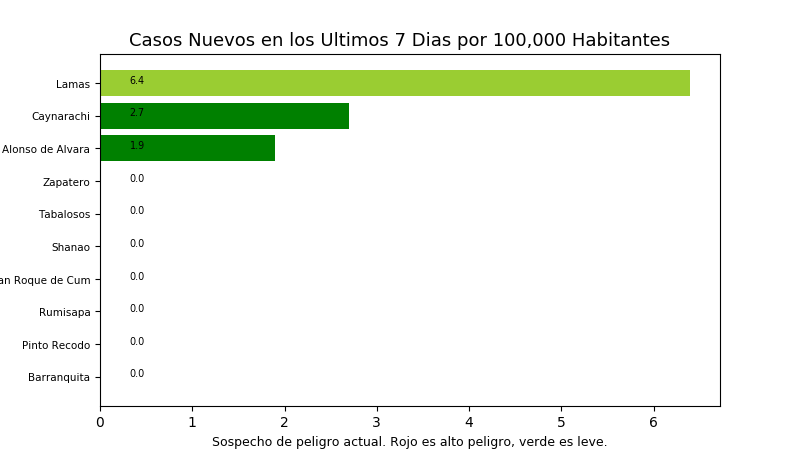 Casos Nuevos en los Ultimos 7 Dias por 100,000 Habitantes
Lamas 6.4
Caynarachi 2.7
Alonso de Alvara 1.9
Zapatero 0.0
Tabalosos 0.0
Shanao 0.0
an Roque de Cum 0.0
Rumisapa 0.0
Pinto Recodo 0.0
Barranquita 0.0
0 1 2 3 4 5 6
Sospecho de peligro actual. Rojo es alto peligro, verde es leve.